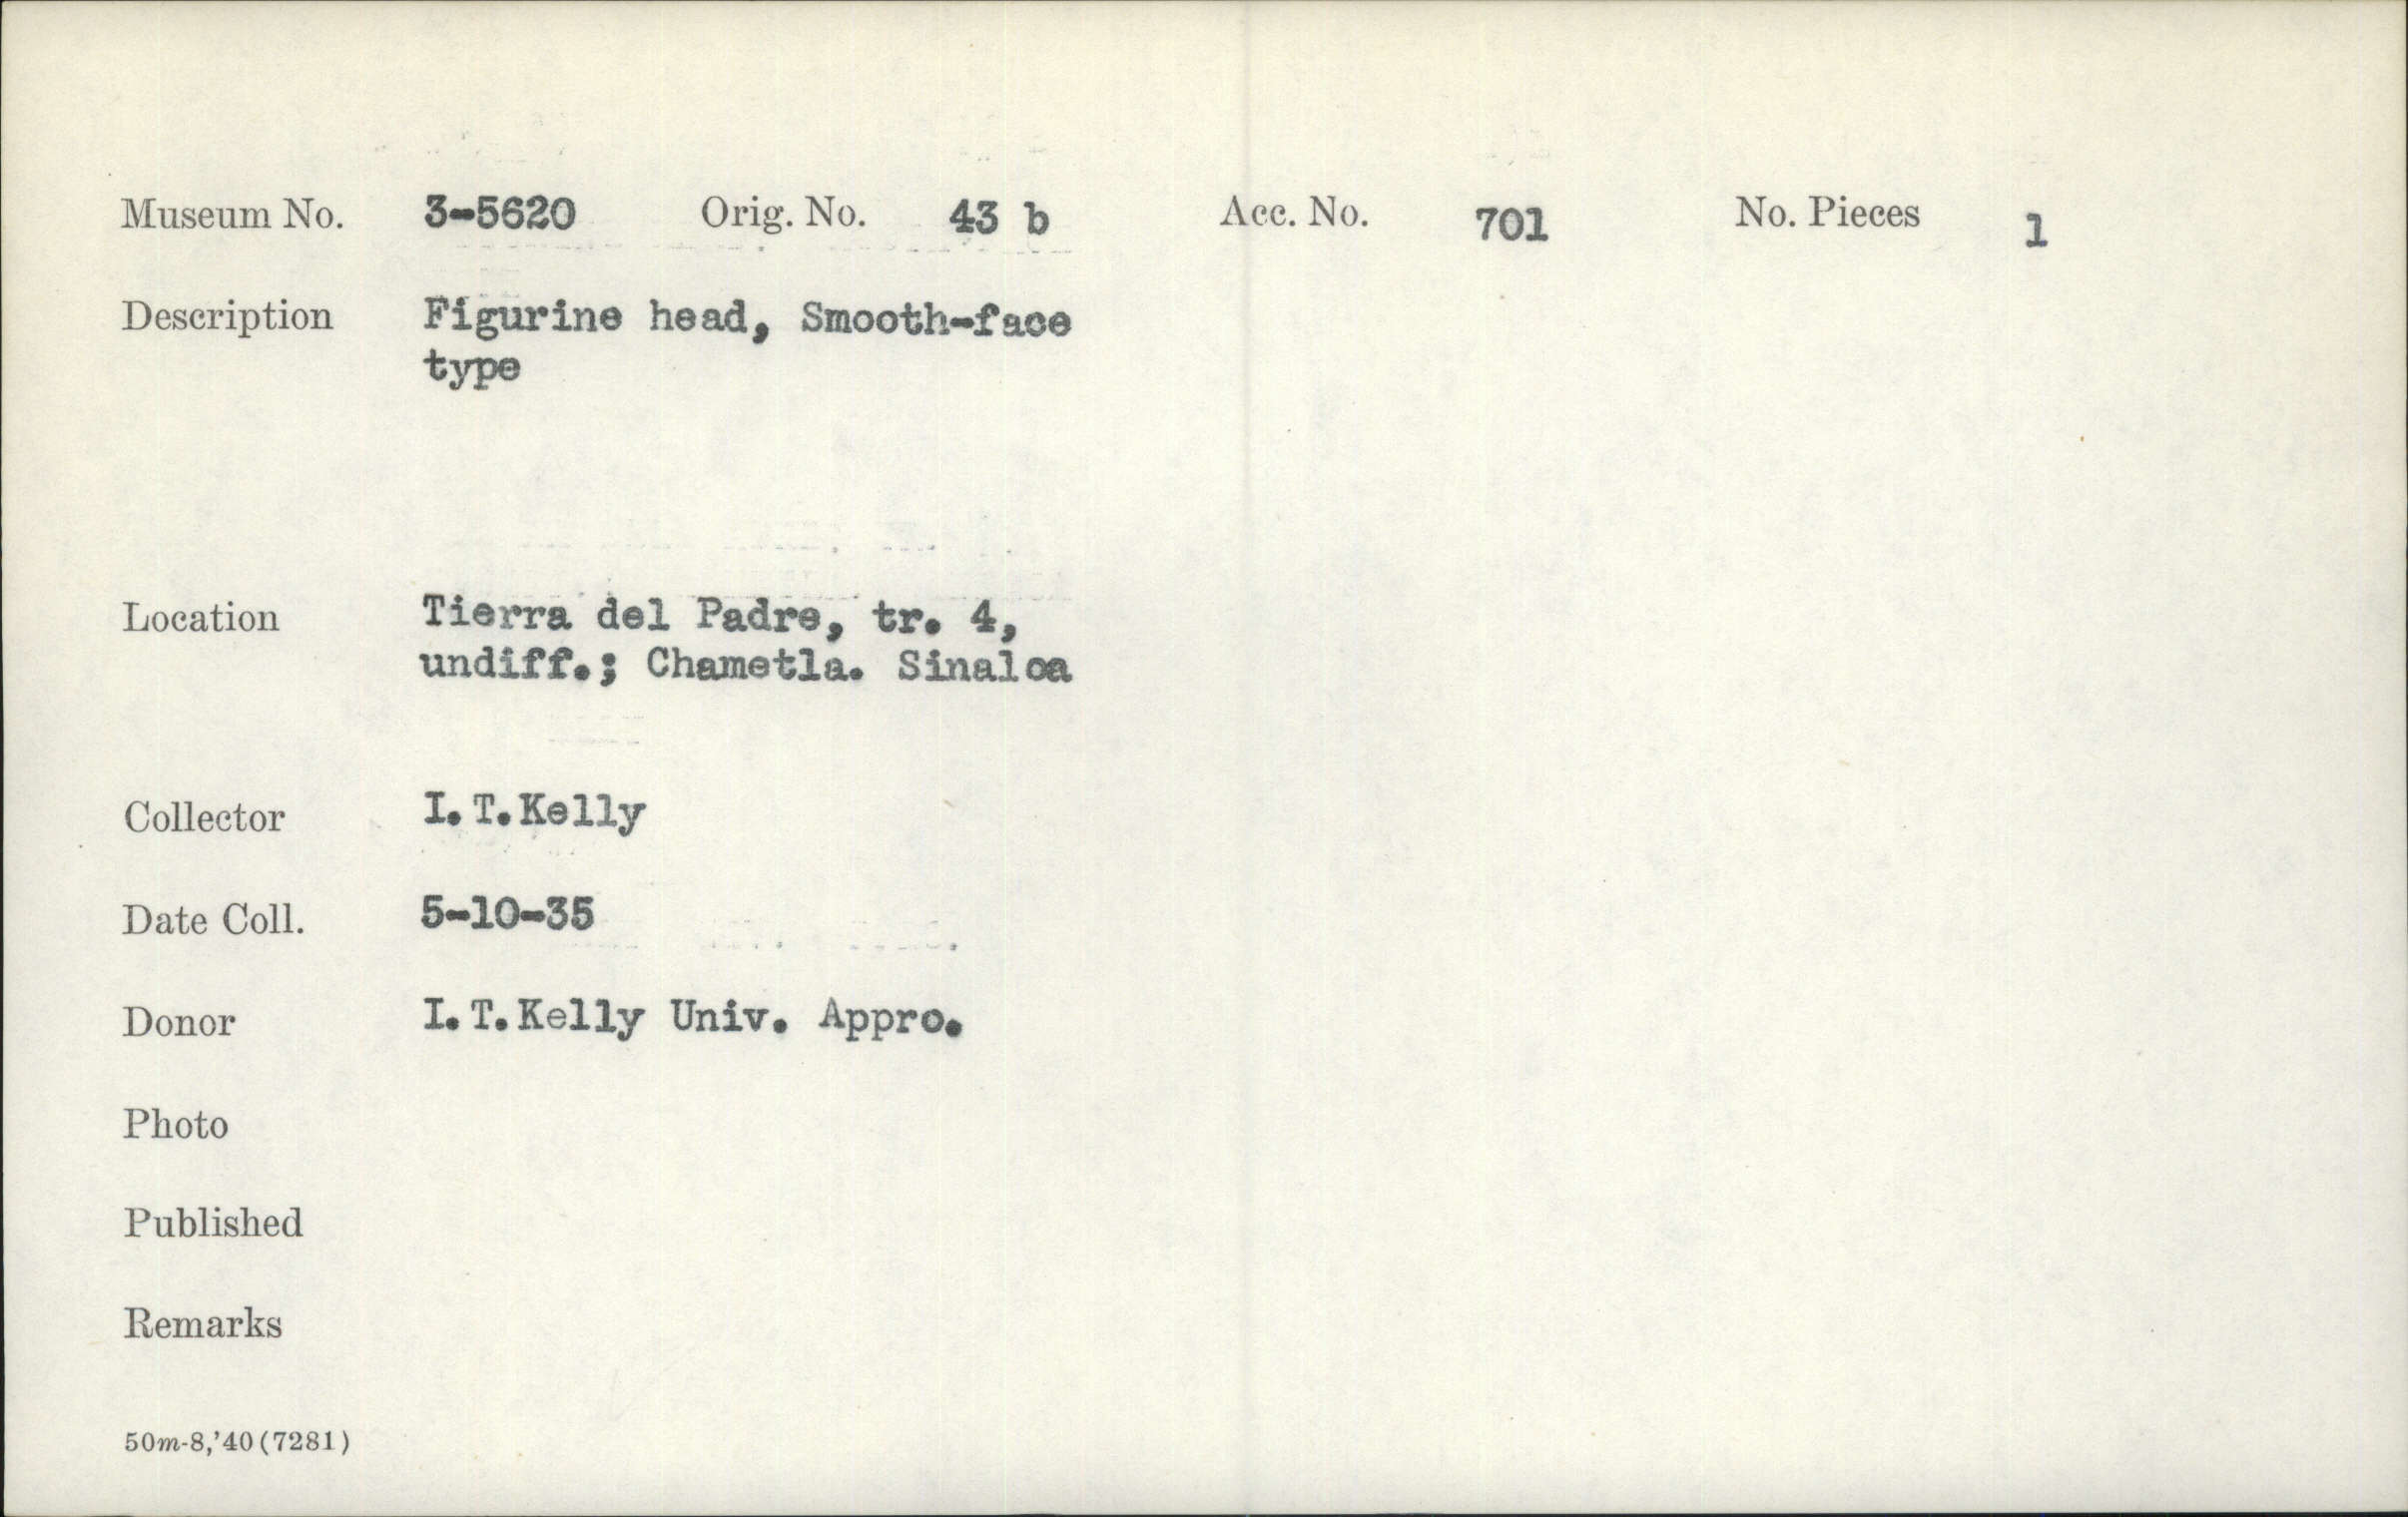 Museum No. 3-5620 Orig. No. 43 b Acc. No. 701 No. Pieces 1
Description Figurine head, Smooth-face
type
Location Tierra del Padre, tr. 4,
undiff.; Chametla. Sinaloa
Collector I.T.Kelly
Date Coll. 5-10-35
Donor I.T.Kelly Univ. Appro.
Photo
Published
Remarks
50m-8,'40(7281)